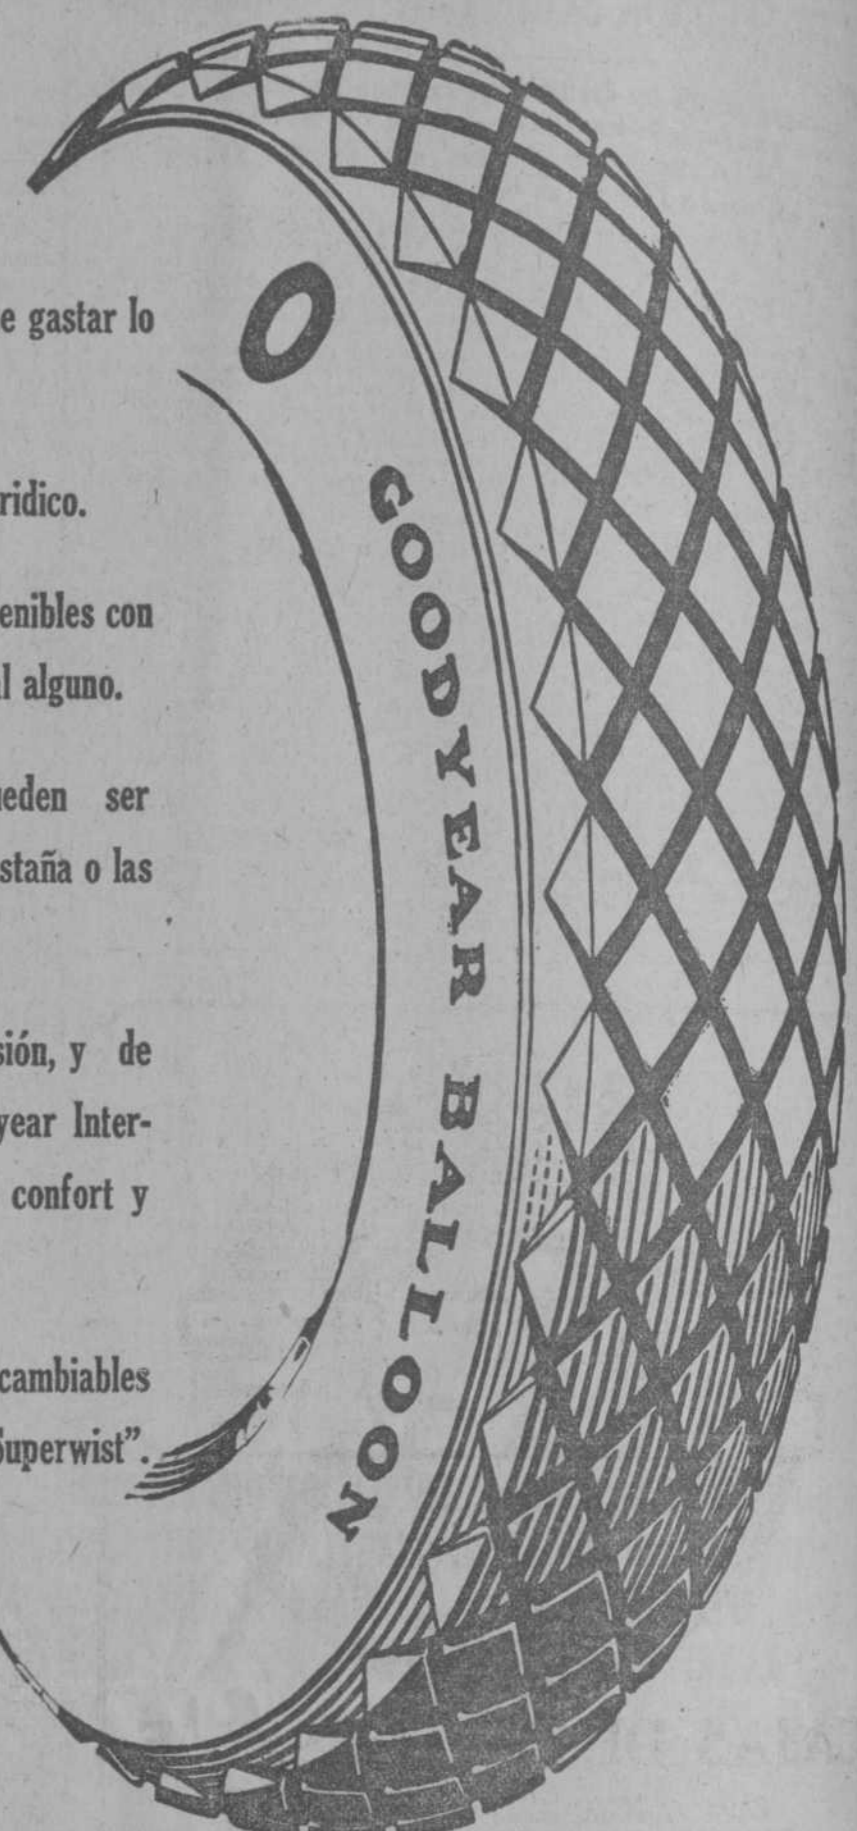 e gastar lo
ridico.
enibles con
l alguno.
ueden ser
staña o las
sión, y de
year Inter-
confort y
cambiables
Superwist”.
O
GOODYEAR BALLOON